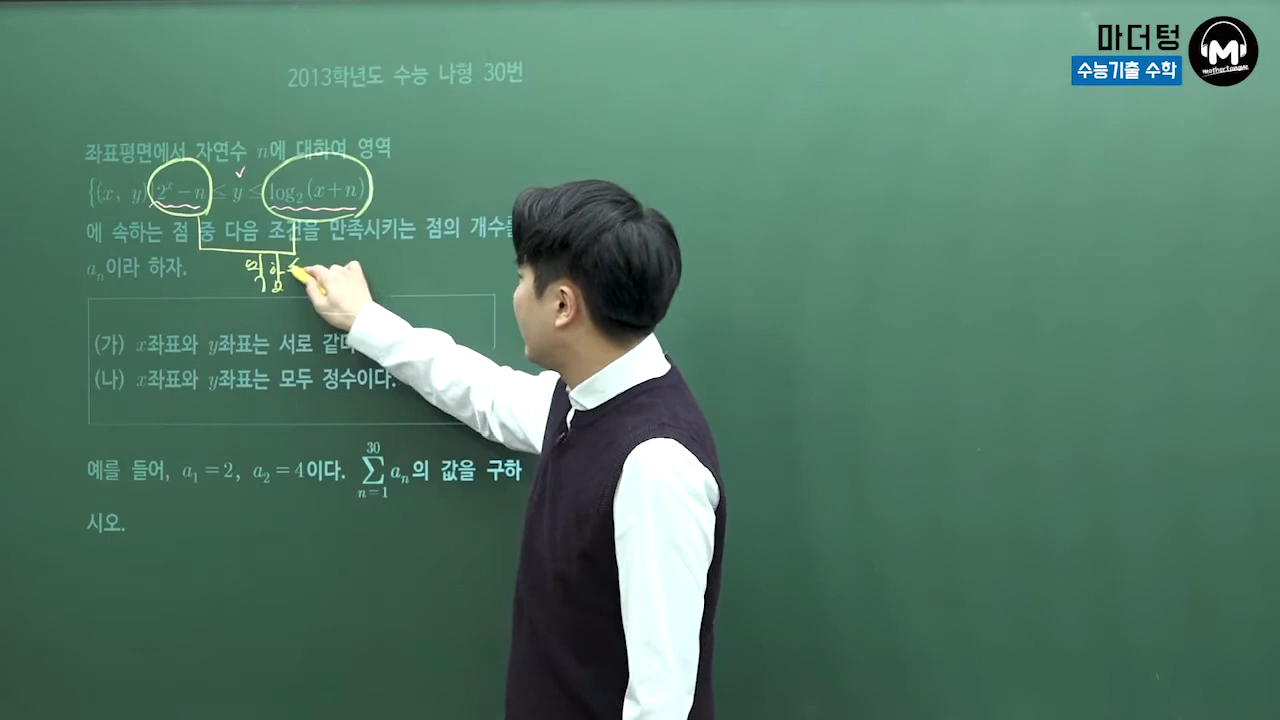 마더텅
수능기출 수학
mothertongue
2013학년도 수능 나형 30번
좌표평면에서 자연수 n에 대하여 영역
{(x, y) 2ˣ − n ≤ y ≤ log₂(x+n)
에 속하는 점 중 다음 조건을 만족시키는 점의 개수를
aₙ이라 하자.
역함
(가) x좌표와 y좌표는 서로 같다
(나) x좌표와 y좌표는 모두 정수이다.
예를 들어, a₁ = 2, a₂ = 4이다. ∑ₙ₌₁³⁰ aₙ의 값을 구하
시오.